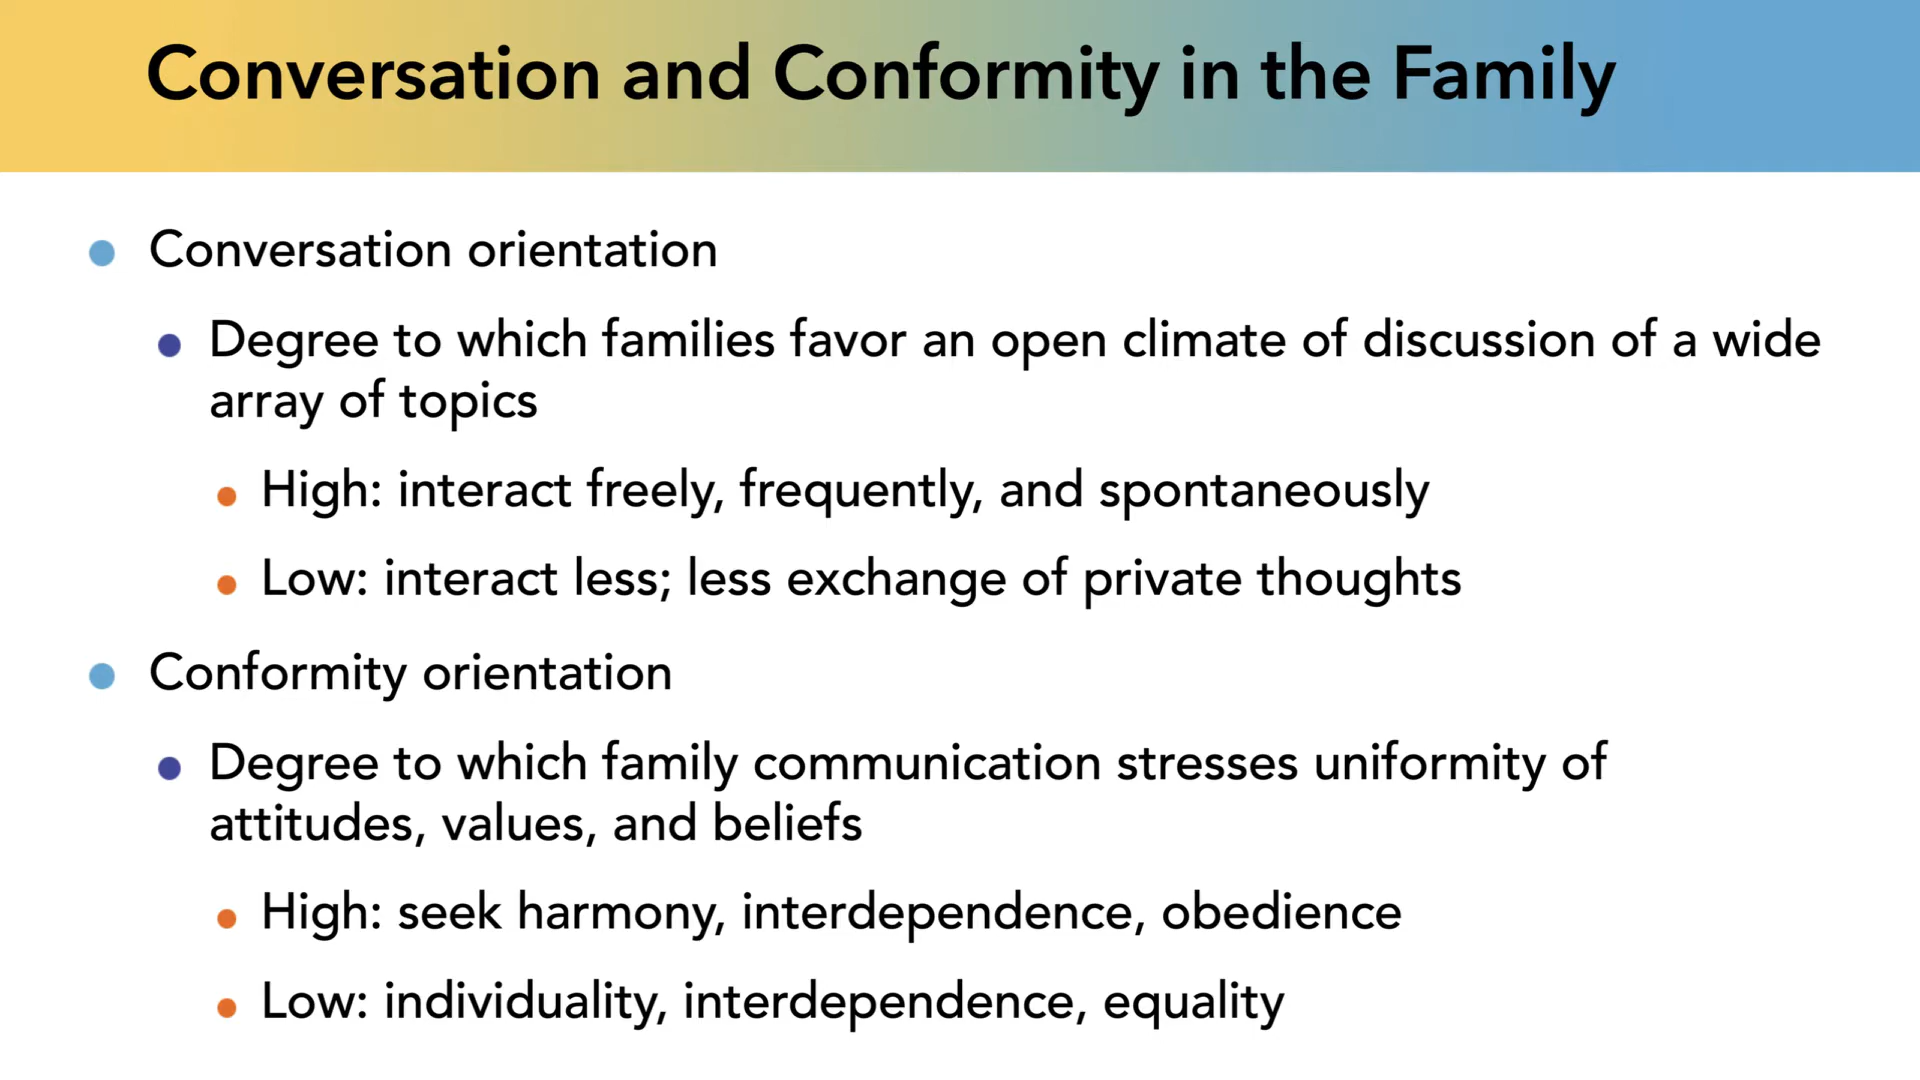 Conversation and Conformity in the Family
Conversation orientation
Degree to which families favor an open climate of discussion of a wide
array of topics
High: interact freely, frequently, and spontaneously
Low: interact less; less exchange of private thoughts
Conformity orientation
Degree to which family communication stresses uniformity of
attitudes, values, and beliefs
High: seek harmony, interdependence, obedience
Low: individuality, interdependence, equality